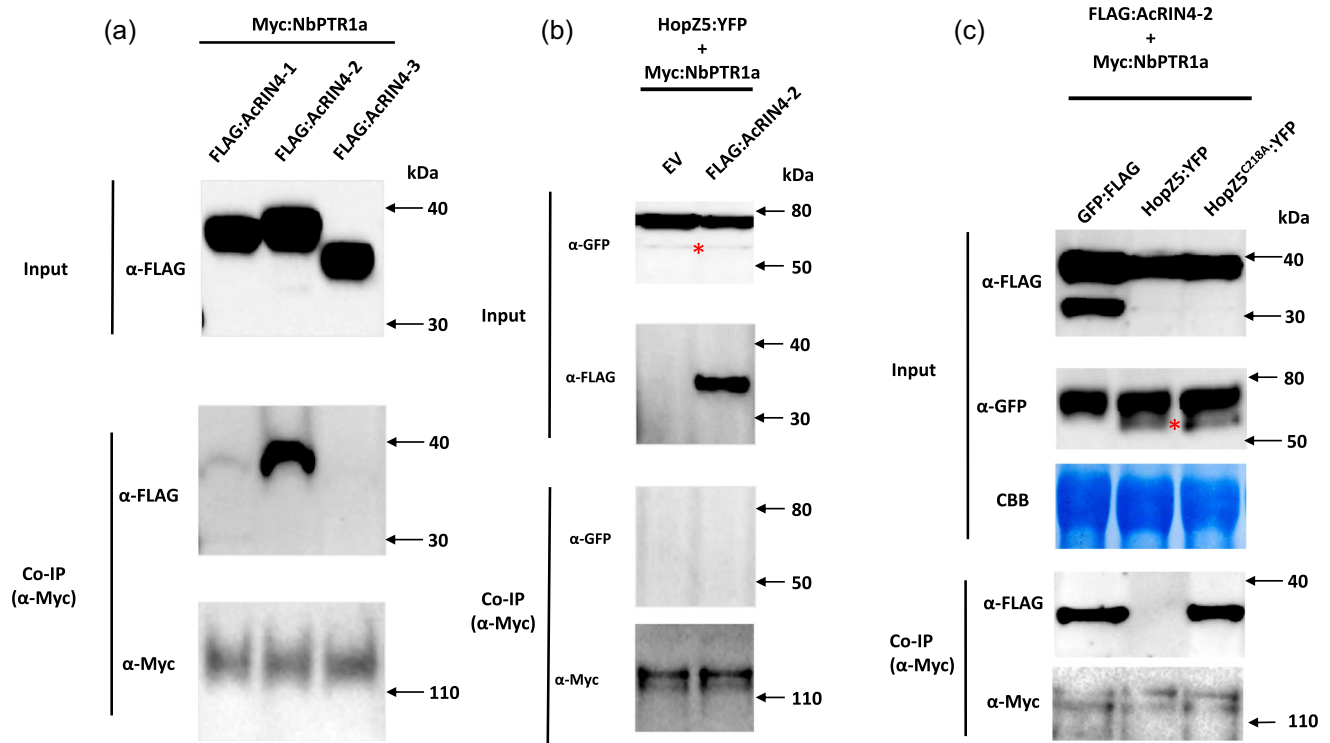 (a)
Myc:NbPTR1a
FLAG:AcRIN4-1
FLAG:AcRIN4-2
FLAG:AcRIN4-3
kDa
Input
α-FLAG
40
30
Co-IP
(α-Myc)
α-FLAG
40
30
α-Myc
110
(b)
HopZ5:YFP
+
Myc:NbPTR1a
EV
FLAG:AcRIN4-2
kDa
Input
α-GFP
80
*
50
α-FLAG
40
30
Co-IP
(α-Myc)
α-GFP
80
50
α-Myc
110
(c)
FLAG:AcRIN4-2
+
Myc:NbPTR1a
GFP:FLAG
HopZ5:YFP
HopZ5C218A:YFP
kDa
Input
α-FLAG
40
30
α-GFP
80
*
50
CBB
Co-IP
(α-Myc)
α-FLAG
40
α-Myc
110